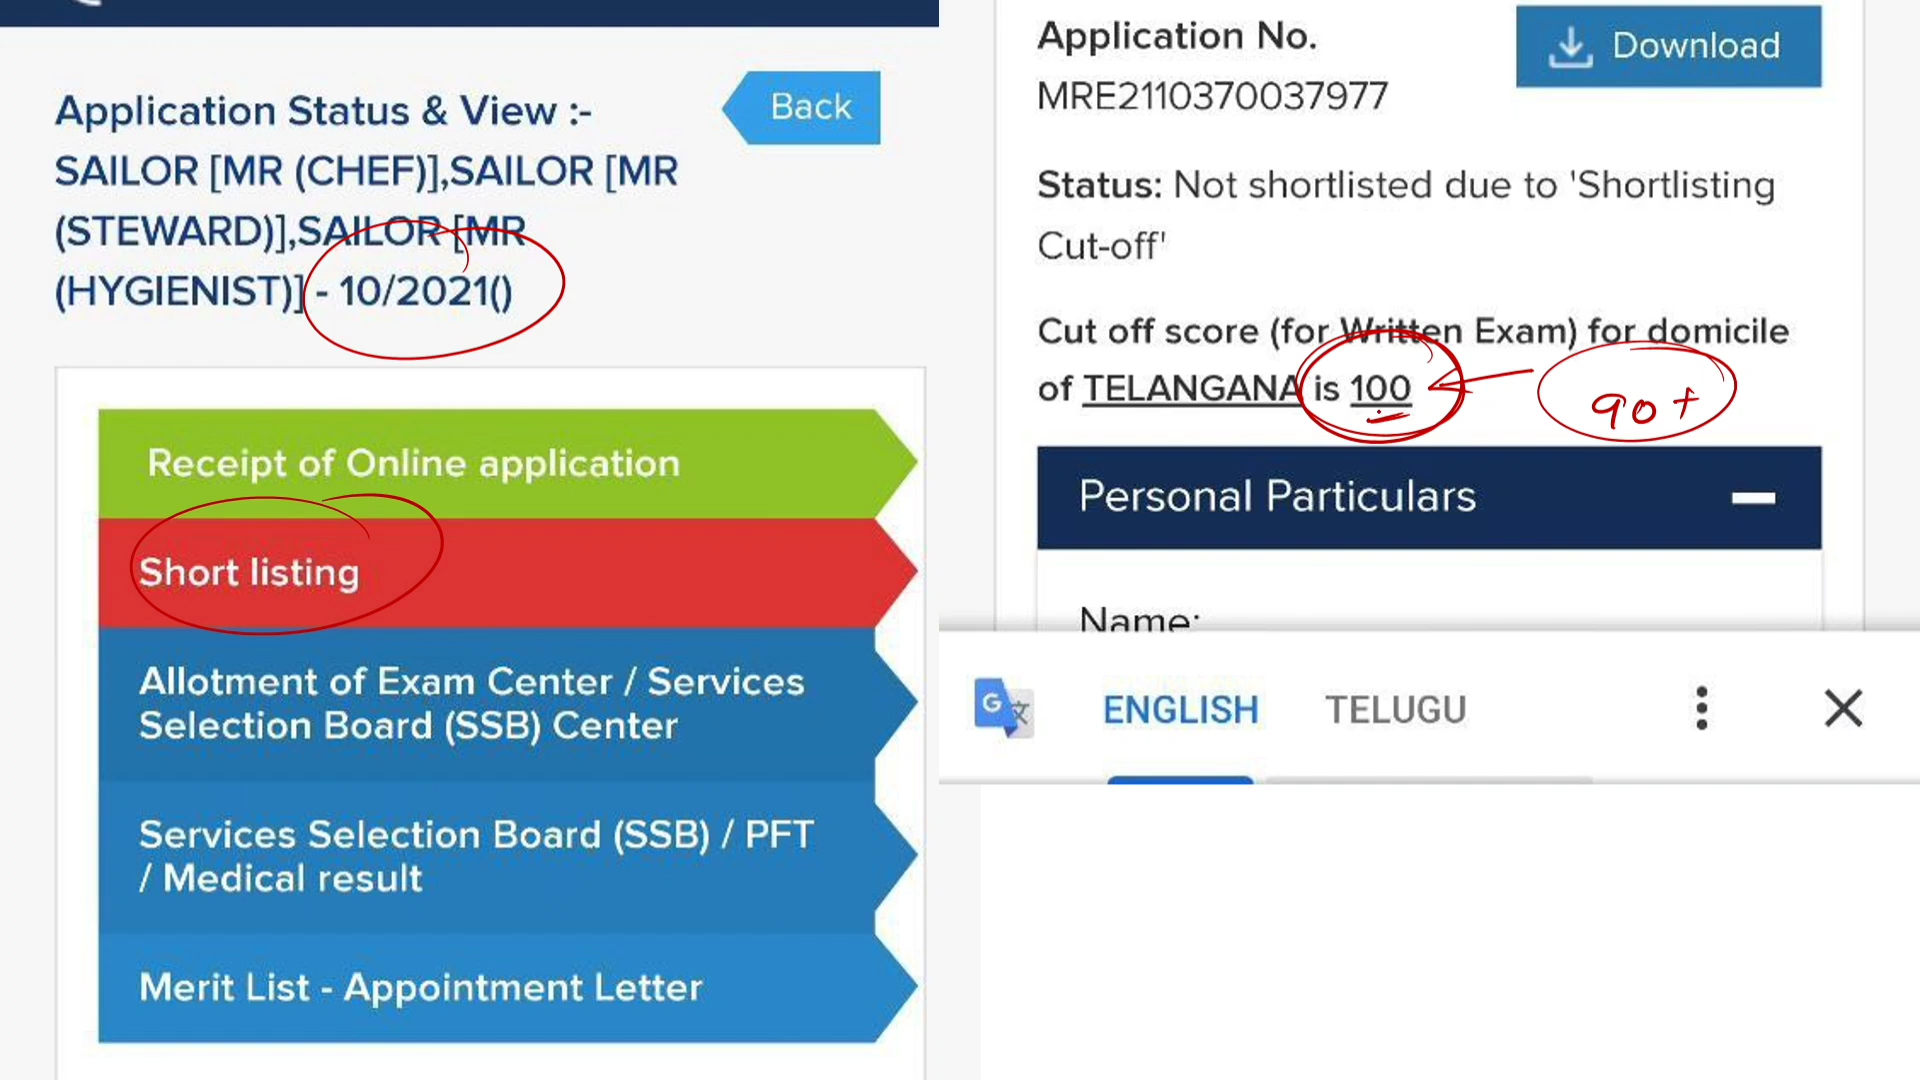 Application Status & View :-
SAILOR [MR (CHEF)],SAILOR [MR
(STEWARD)],SAILOR [MR
(HYGIENIST)] - 10/2021()
Back
Receipt of Online application
Short listing
Allotment of Exam Center / Services
Selection Board (SSB) Center
Services Selection Board (SSB) / PFT
/ Medical result
Merit List - Appointment Letter
Application No.
MRE2110370037977
Download
Status: Not shortlisted due to 'Shortlisting
Cut-off'
Cut off score (for Written Exam) for domicile
of TELANGANA is 100
90+
Personal Particulars
Name:
G 文
ENGLISH TELUGU